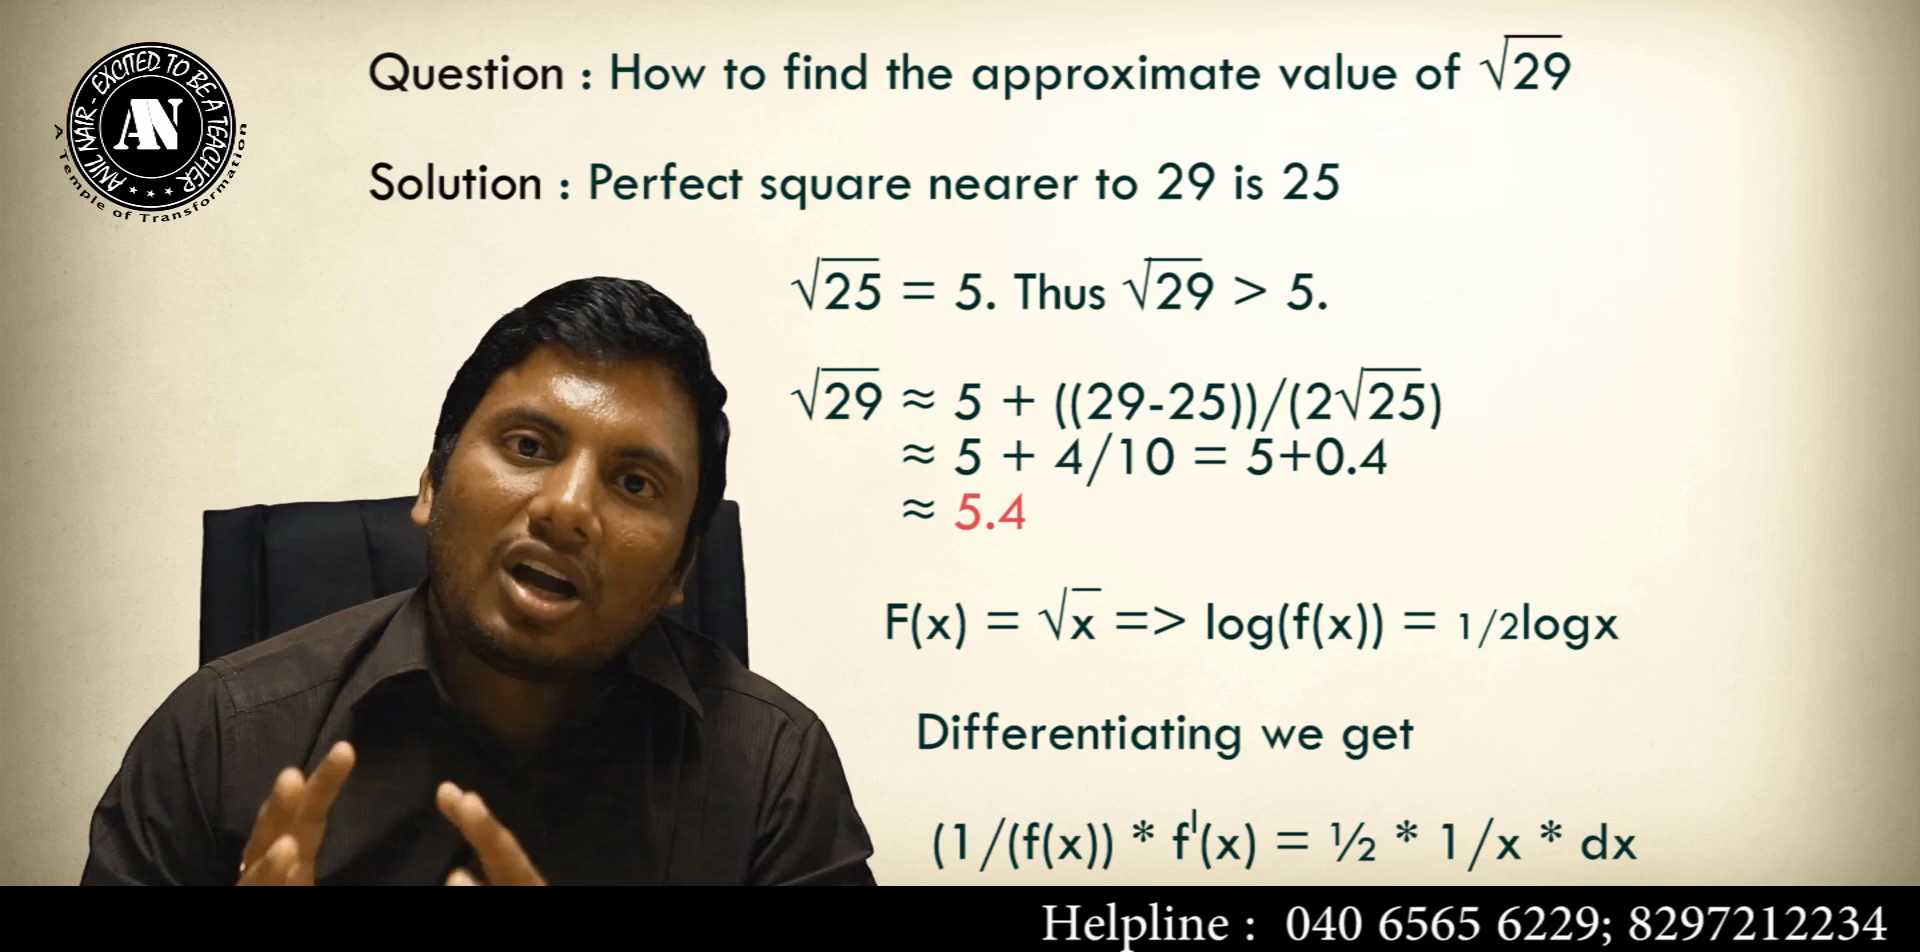 ANIL NAIR - EXCITED TO BE A TEACHER
AN
A Temple of Transformation
Question : How to find the approximate value of √29
Solution : Perfect square nearer to 29 is 25
√25 = 5. Thus √29 > 5.
√29 ≈ 5 + ((29-25))/(2√25)
≈ 5 + 4/10 = 5+0.4
≈ 5.4
F(x) = √x => log(f(x)) = 1/2logx
Differentiating we get
(1/(f(x)) * f'(x) = ½ * 1/x * dx
Helpline : 040 6565 6229; 8297212234